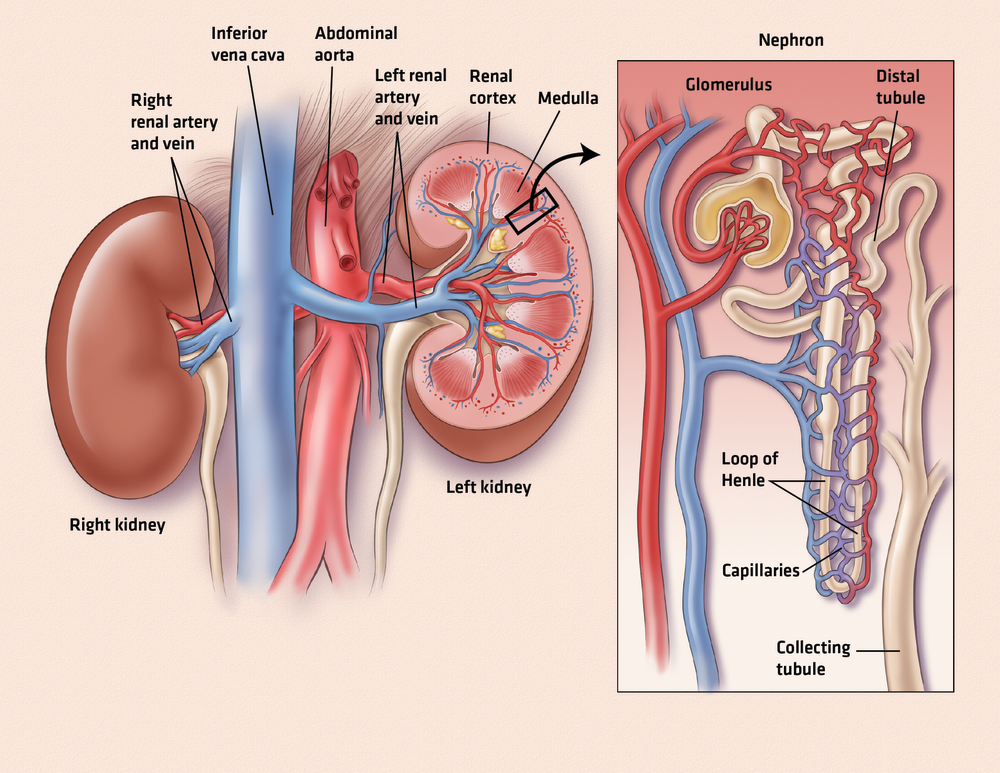 Inferior
vena cava
Abdominal
aorta
Left renal
artery
and vein
Renal
cortex
Medulla
Right
renal artery
and vein
Right kidney
Left kidney
Nephron
Glomerulus
Distal
tubule
Loop of
Henle
Capillaries
Collecting
tubule